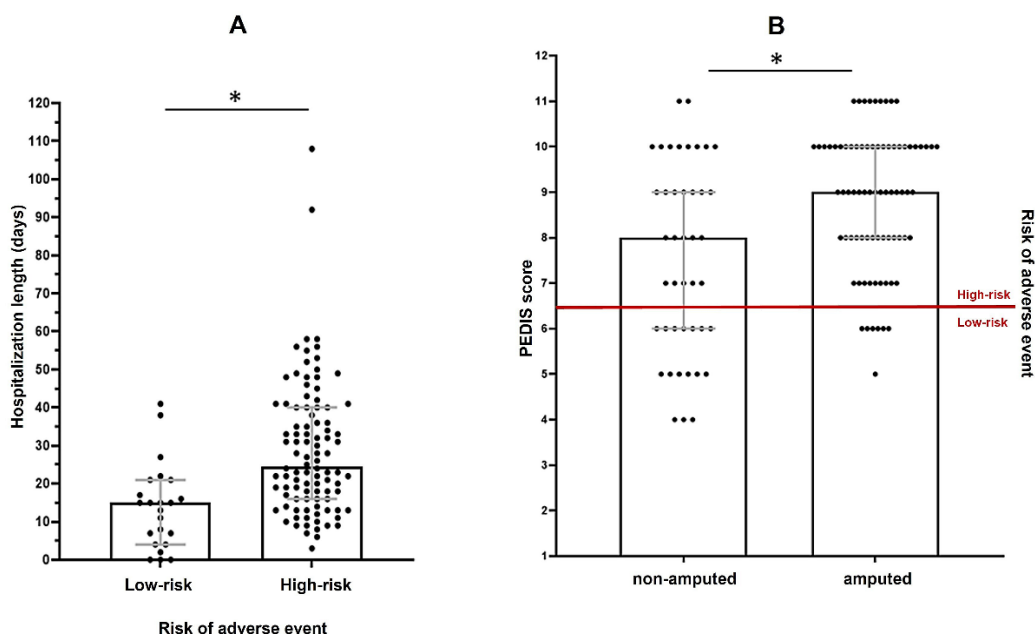 A
*
Hospitalization length (days)
120
110
100
90
80
70
60
50
40
30
20
10
0
Low-risk High-risk
Risk of adverse event
B
*
PEDIS score
12
11
10
9
8
7
6
5
4
3
2
1
High-risk
Low-risk
Risk of adverse event
non-amputed amputed